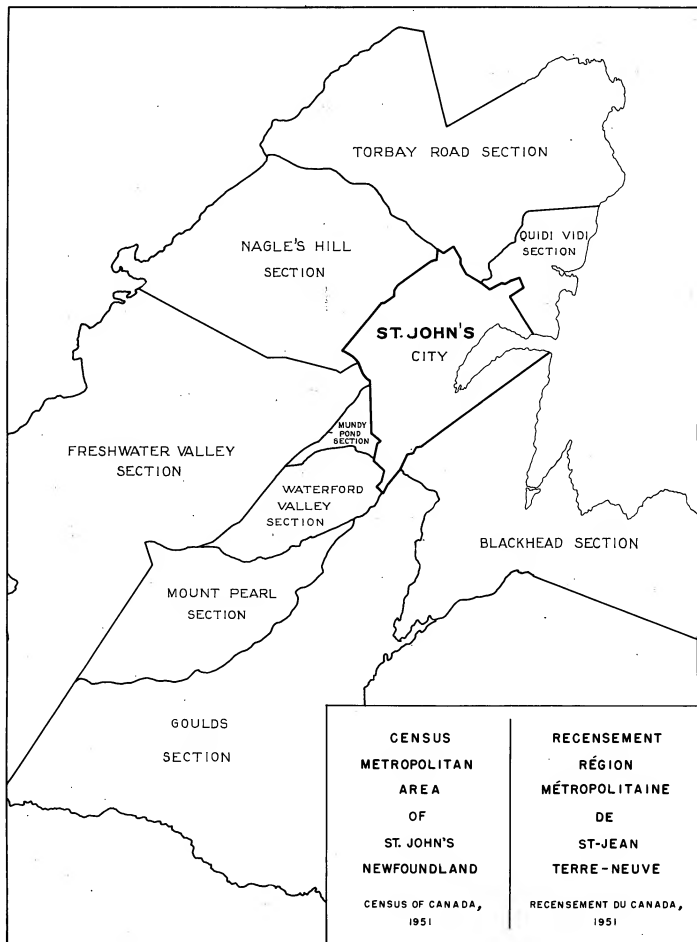 TORBAY ROAD SECTION
QUIDI VIDI
SECTION
NAGLE'S HILL
SECTION
ST. JOHN'S
CITY
MUNDY
POND
SECTION
FRESHWATER VALLEY
SECTION
WATERFORD
VALLEY
SECTION
BLACKHEAD SECTION
MOUNT PEARL
SECTION
GOULDS
SECTION
CENSUS
METROPOLITAN
AREA
OF
ST. JOHN'S
NEWFOUNDLAND
CENSUS OF CANADA,
1951
RECENSEMENT
RÉGION
MÉTROPOLITAINE
DE
ST-JEAN
TERRE-NEUVE
RECENSEMENT DU CANADA,
1951